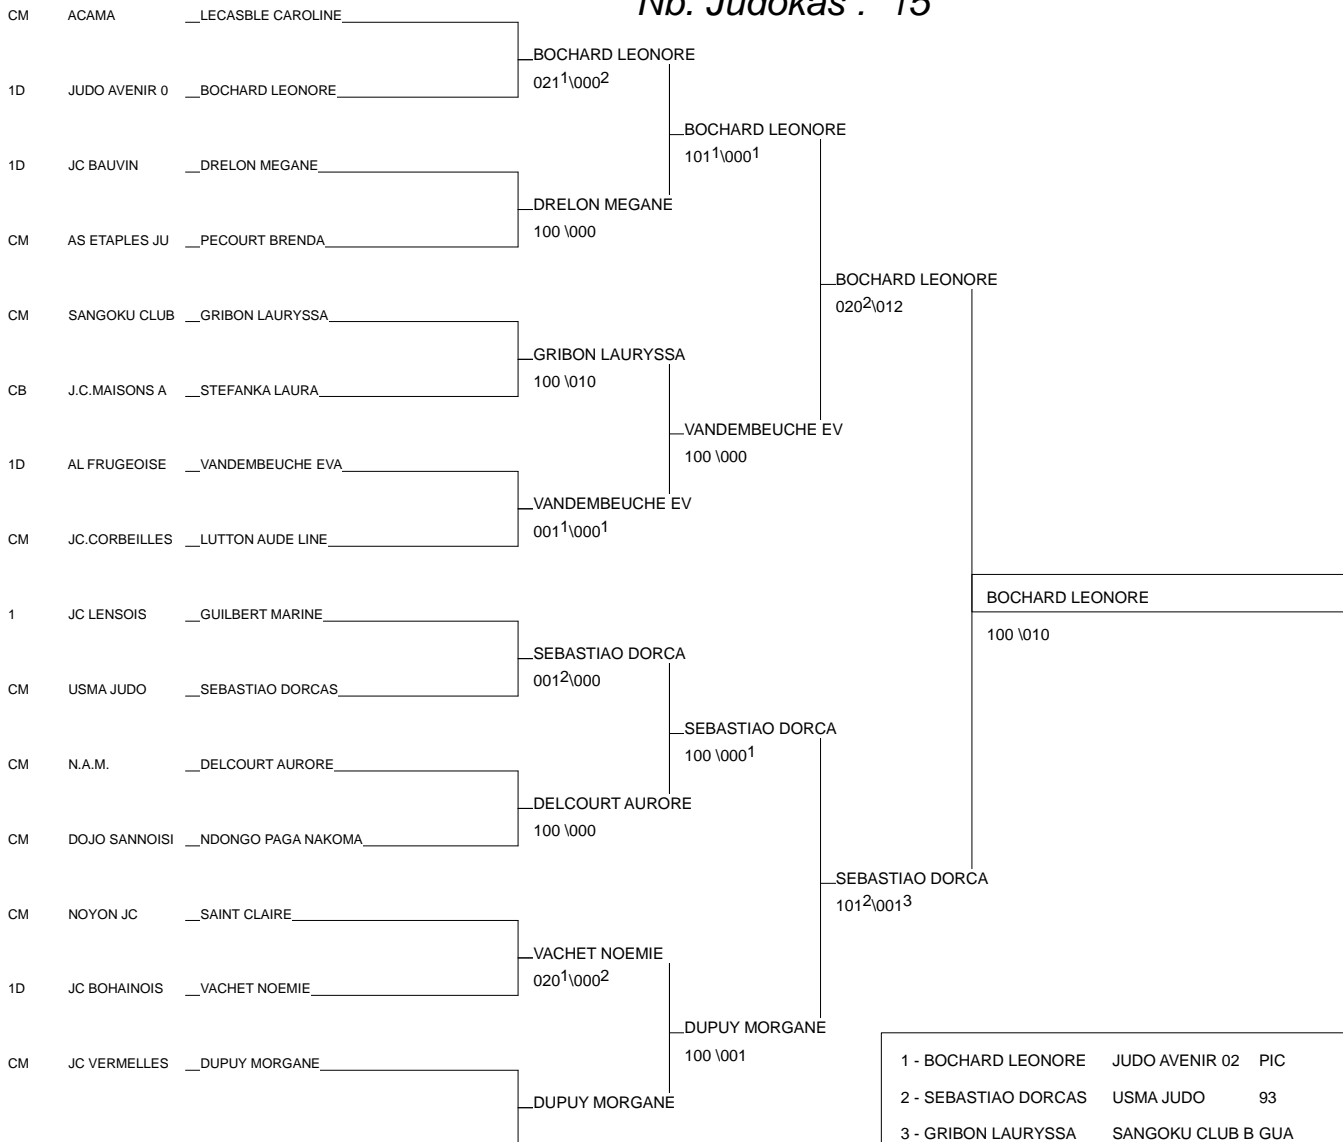 Nb. Judokas : 15
CM ACAMA LECASBLE CAROLINE
BOCHARD LEONORE
021¹\000²
1D JUDO AVENIR 0 BOCHARD LEONORE
BOCHARD LEONORE
101¹\000¹
1D JC BAUVIN DRELON MEGANE
DRELON MEGANE
100 \000
CM AS ETAPLES JU PECOURT BRENDA
BOCHARD LEONORE
020²\012
CM SANGOKU CLUB GRIBON LAURYSSA
GRIBON LAURYSSA
100 \010
CB J.C.MAISONS A STEFANKA LAURA
VANDEMBEUCHE EV
100 \000
1D AL FRUGEOISE VANDEMBEUCHE EVA
VANDEMBEUCHE EV
001¹\000¹
CM JC.CORBEILLES LUTTON AUDE LINE
BOCHARD LEONORE
100 \010
1 JC LENSOIS GUILBERT MARINE
SEBASTIAO DORCA
001²\000
CM USMA JUDO SEBASTIAO DORCAS
SEBASTIAO DORCA
100 \000¹
CM N.A.M. DELCOURT AURORE
DELCOURT AURORE
100 \000
CM DOJO SANNOISI NDONGO PAGA NAKOMA
SEBASTIAO DORCA
101²\001³
CM NOYON JC SAINT CLAIRE
VACHET NOEMIE
020¹\000²
1D JC BOHAINOIS VACHET NOEMIE
DUPUY MORGANE
100 \001
CM JC VERMELLES DUPUY MORGANE
DUPUY MORGANE
1 - BOCHARD LEONORE JUDO AVENIR 02 PIC
2 - SEBASTIAO DORCAS USMA JUDO 93
3 - GRIBON LAURYSSA SANGOKU CLUB B GUA